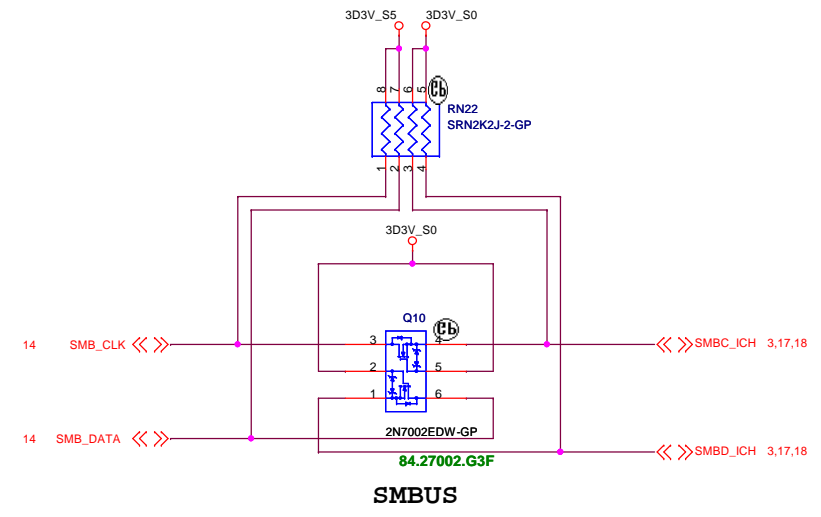 3D3V_S5 3D3V_S0
8 7 6 5
RN22
SRN2K2J-2-GP
1 2 3 4
3D3V_S0
Q10
14 SMB_CLK 3 4 SMBC_ICH 3,17,18
2 5
1 6
14 SMB_DATA 2N7002EDW-GP SMBD_ICH 3,17,18
84.27002.G3F
SMBUS